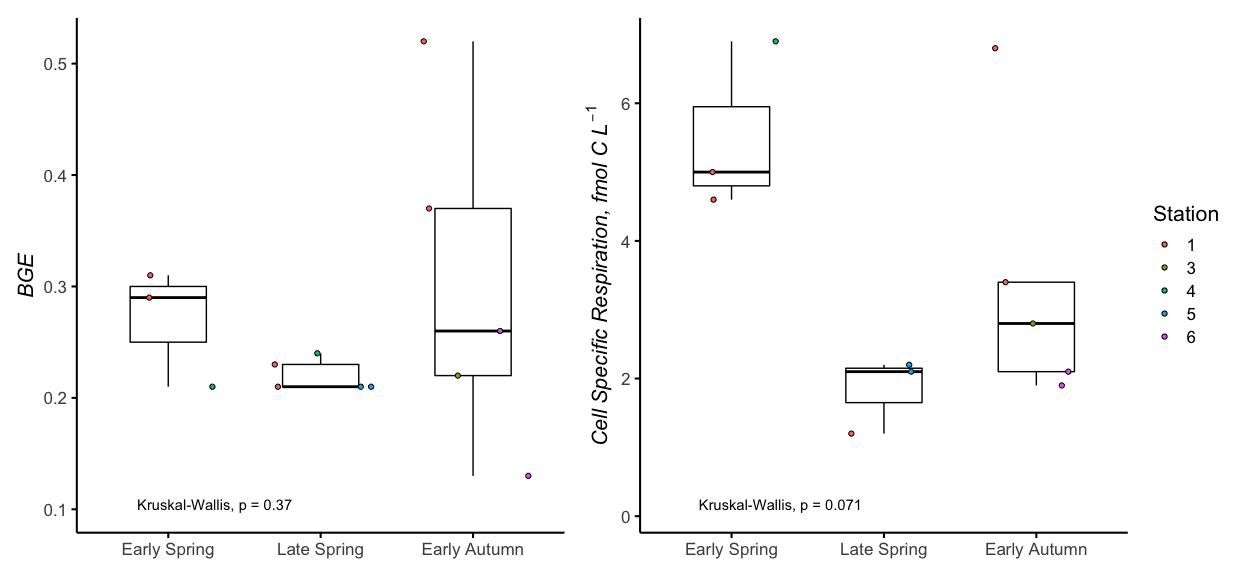 BGE
0.5
0.4
0.3
0.2
0.1
Kruskal-Wallis, p = 0.37
Early Spring Late Spring Early Autumn
Cell Specific Respiration, fmol C L⁻¹
6
4
2
0
Kruskal-Wallis, p = 0.071
Early Spring Late Spring Early Autumn
Station
1
3
4
5
6